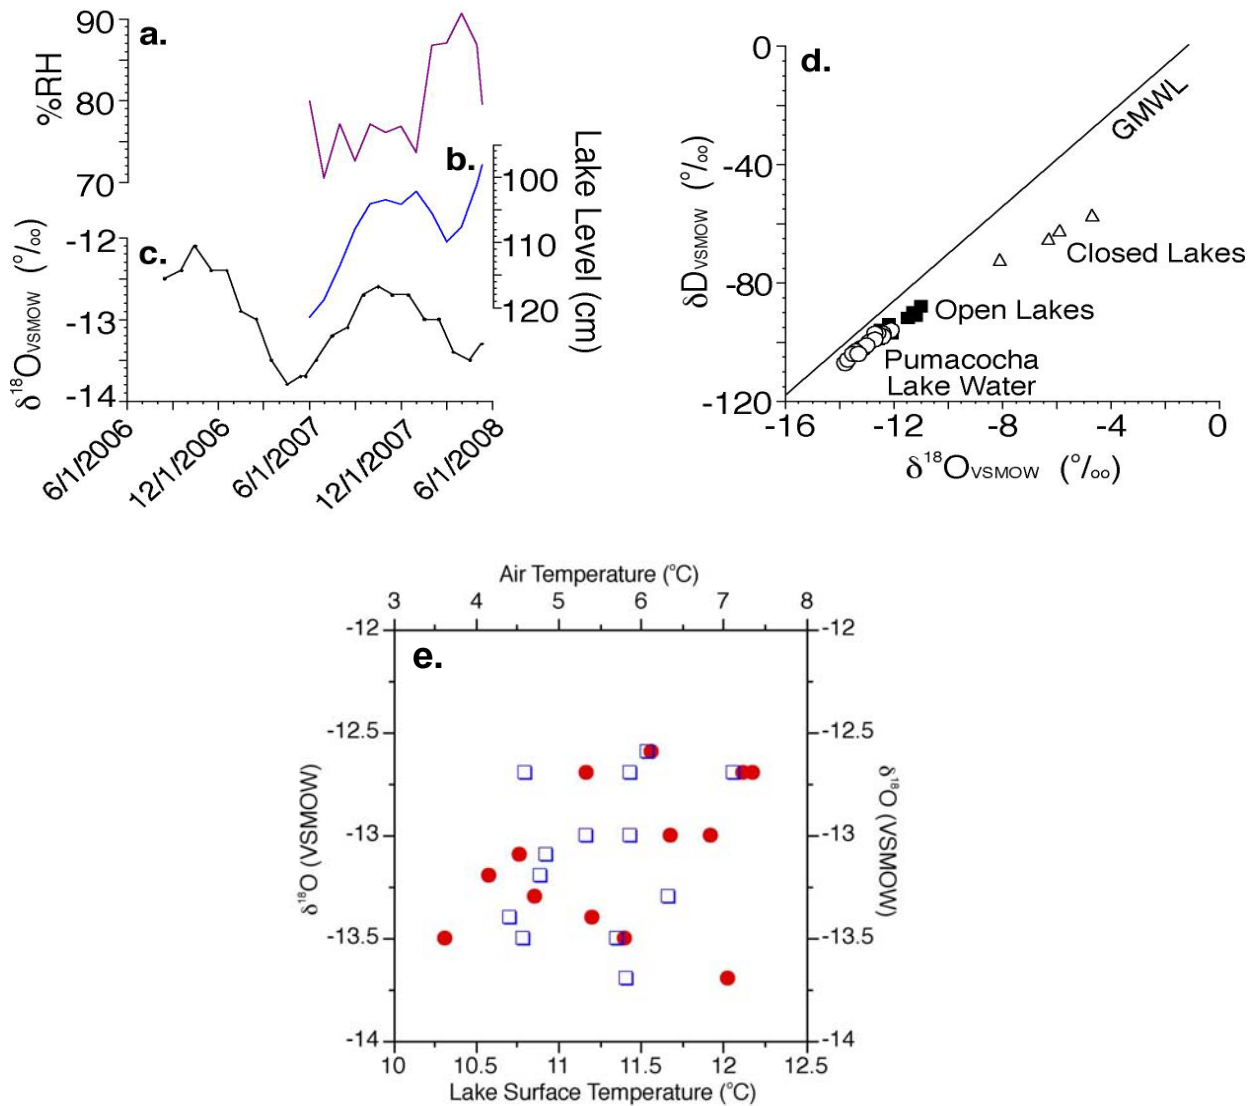 a.
%RH
90
80
70
b.
Lake Level (cm)
100
110
120
c.
δ¹⁸OVSMOW (o/oo)
-12
-13
-14
6/1/2006
12/1/2006
6/1/2007
12/1/2007
6/1/2008
d.
δDVSMOW (o/oo)
0
-40
-80
-120
GMWL
Closed Lakes
Open Lakes
Pumacocha
Lake Water
-16 -12 -8 -4 0
δ¹⁸OVSMOW (o/oo)
Air Temperature (°C)
3 4 5 6 7 8
e.
δ¹⁸O (VSMOW)
-12
-12.5
-13
-13.5
-14
-12
-12.5
-13
-13.5
-14
δ¹⁸O (VSMOW)
10 10.5 11 11.5 12 12.5
Lake Surface Temperature (°C)